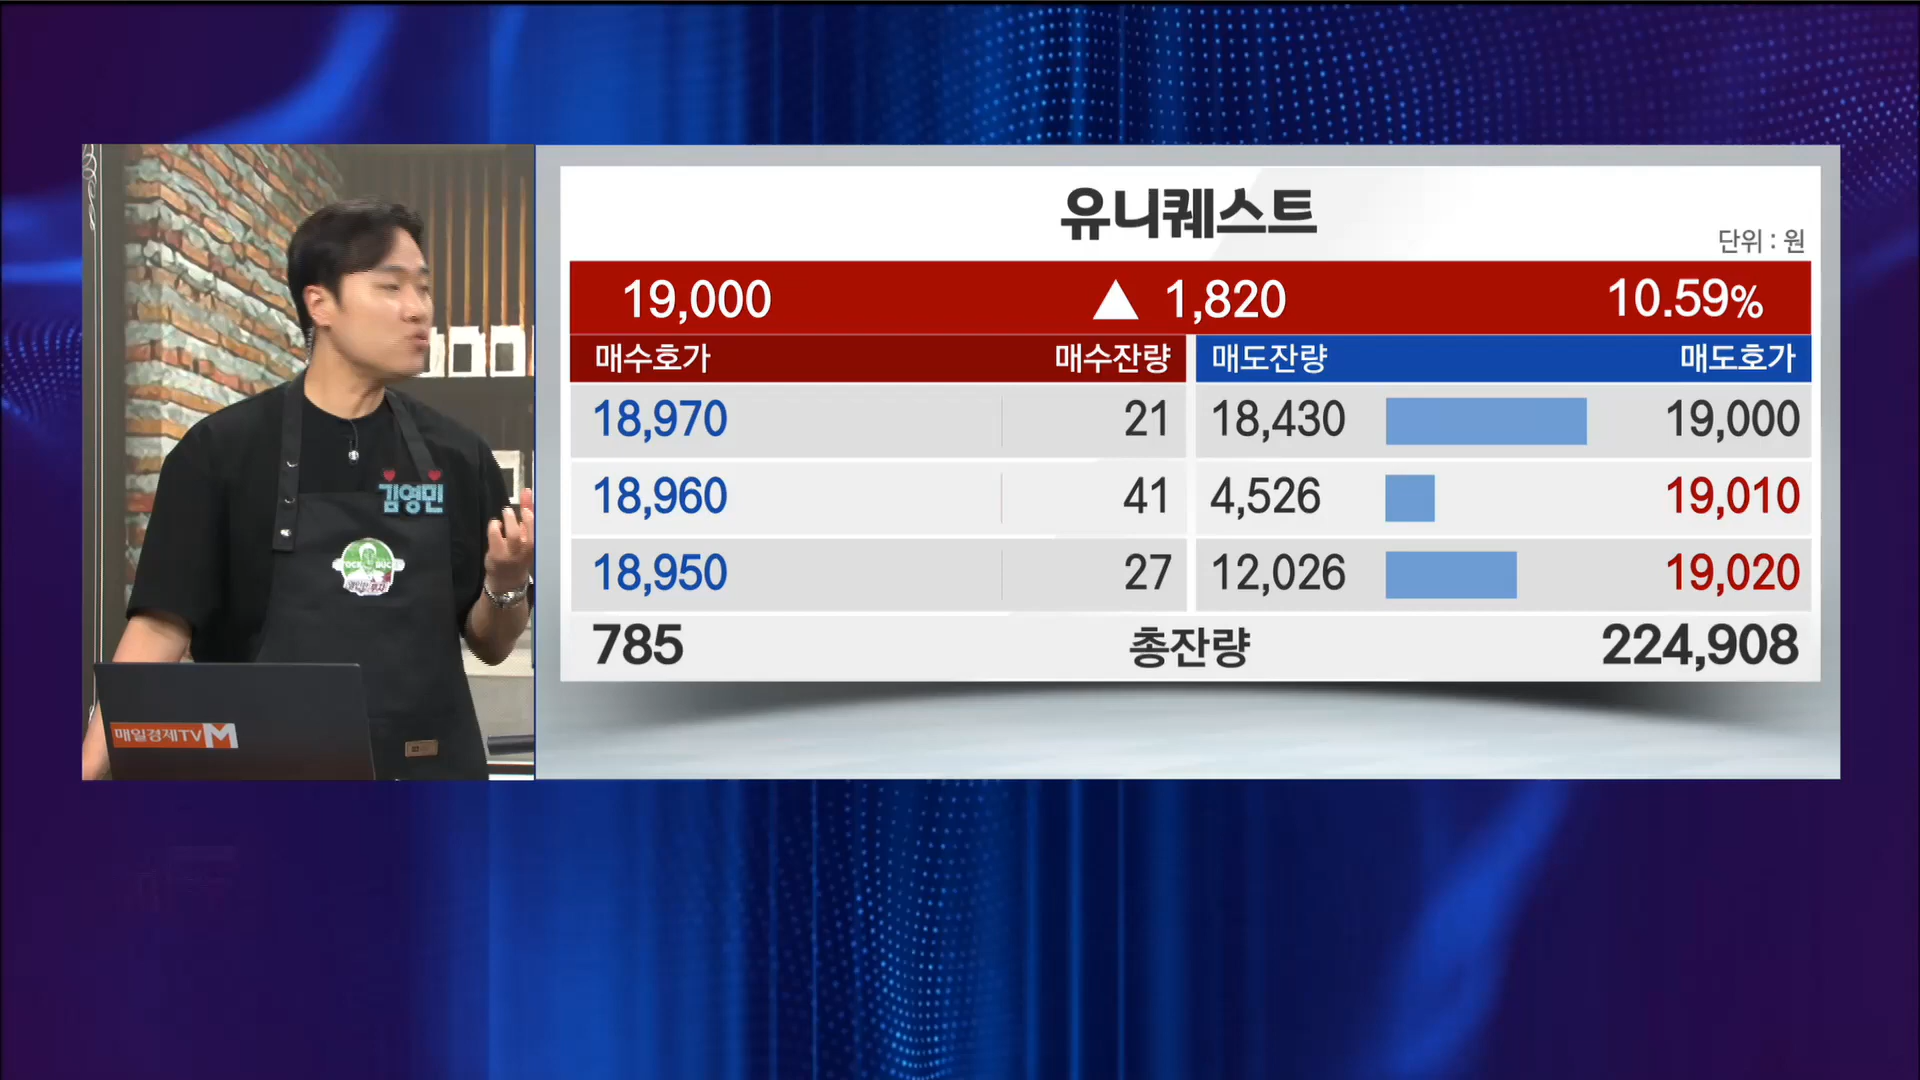 유니퀘스트
단위 : 원
19,000 ▲ 1,820 10.59%
매수호가 매수잔량 매도잔량 매도호가
18,970 21 18,430 19,000
18,960 41 4,526 19,010
18,950 27 12,026 19,020
785 총잔량 224,908
김영민
매일경제TV M